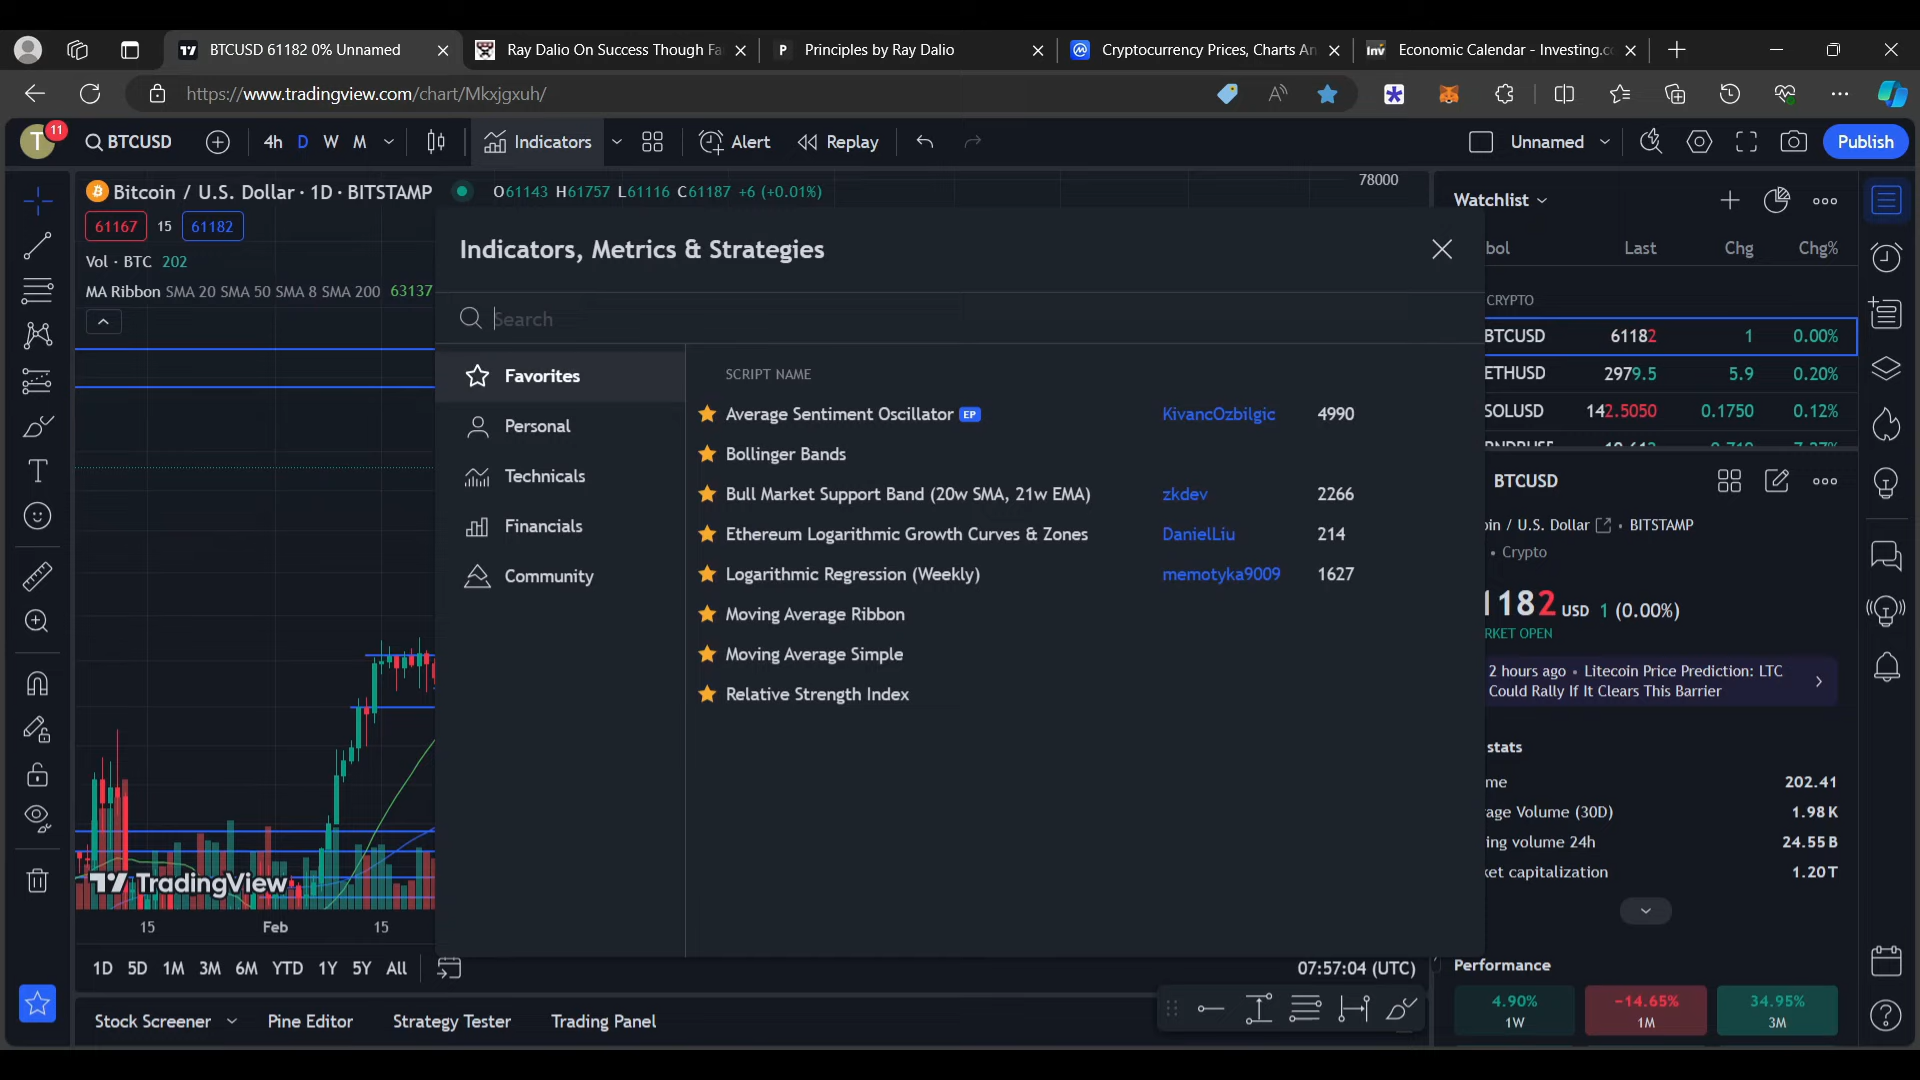 BTCUSD 61182 0% Unnamed
Ray Dalio On Success Though Fa
P Principles by Ray Dalio
Cryptocurrency Prices, Charts An
Inv Economic Calendar - Investing.co
https://www.tradingview.com/chart/Mkxjgxuh/
T 11 BTCUSD 4h D W M Indicators Alert Replay Unnamed Publish
Bitcoin / U.S. Dollar · 1D · BITSTAMP O61143 H61757 L61116 C61187 +6 (+0.01%) 78000
61167 15 61182
Vol · BTC 202
MA Ribbon SMA 20 SMA 50 SMA 8 SMA 200 63137
Indicators, Metrics & Strategies
Search
Favorites
Personal
Technicals
Financials
Community
SCRIPT NAME
Average Sentiment Oscillator EP KivancOzbilgic 4990
Bollinger Bands
Bull Market Support Band (20w SMA, 21w EMA) zkdev 2266
Ethereum Logarithmic Growth Curves & Zones DanielLiu 214
Logarithmic Regression (Weekly) memotyka9009 1627
Moving Average Ribbon
Moving Average Simple
Relative Strength Index
TradingView
15 Feb 15
1D 5D 1M 3M 6M YTD 1Y 5Y All 07:57:04 (UTC)
Stock Screener Pine Editor Strategy Tester Trading Panel
Watchlist
bol Last Chg Chg%
CRYPTO
BTCUSD 61182 1 0.00%
ETHUSD 2979.5 5.9 0.20%
SOLUSD 142.5050 0.1750 0.12%
BTCUSD
oin / U.S. Dollar • BITSTAMP
• Crypto
1182 USD 1 (0.00%)
RKET OPEN
2 hours ago • Litecoin Price Prediction: LTC
Could Rally If It Clears This Barrier
stats
me 202.41
rage Volume (30D) 1.98K
ing volume 24h 24.55B
ket capitalization 1.20T
Performance
4.90% −14.65% 34.95%
1W 1M 3M